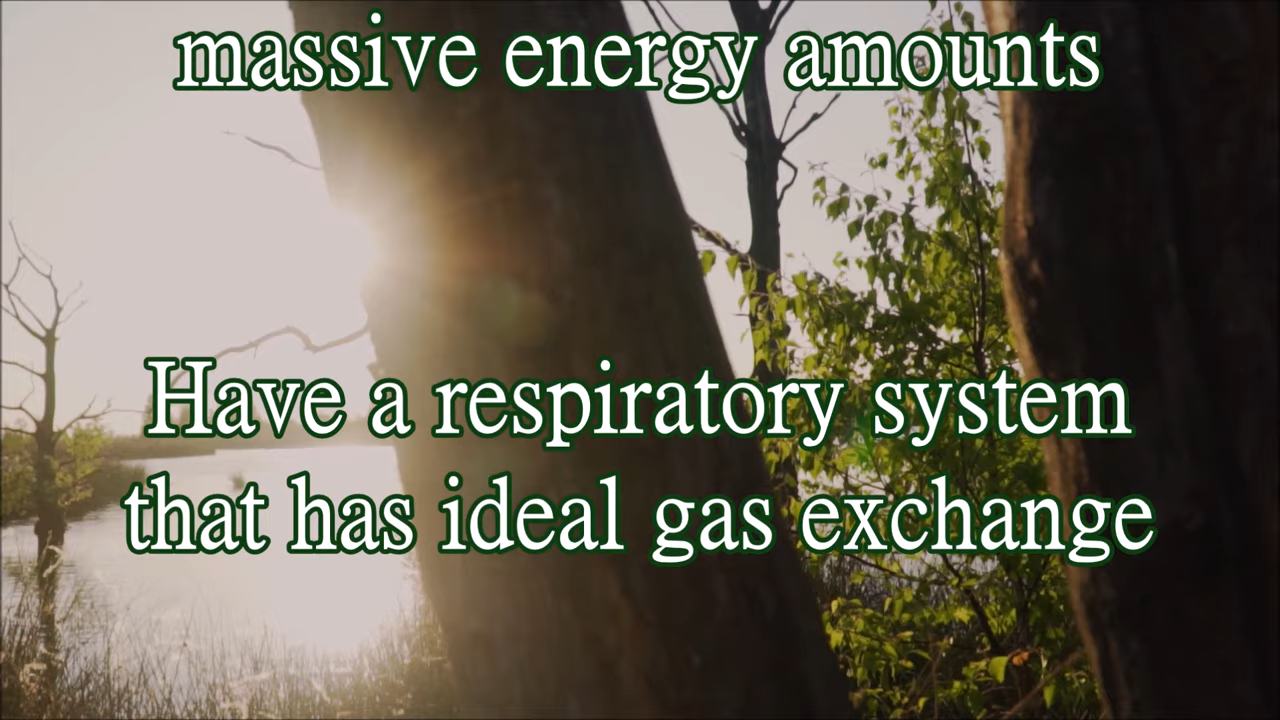 massive energy amounts
Have a respiratory system
that has ideal gas exchange